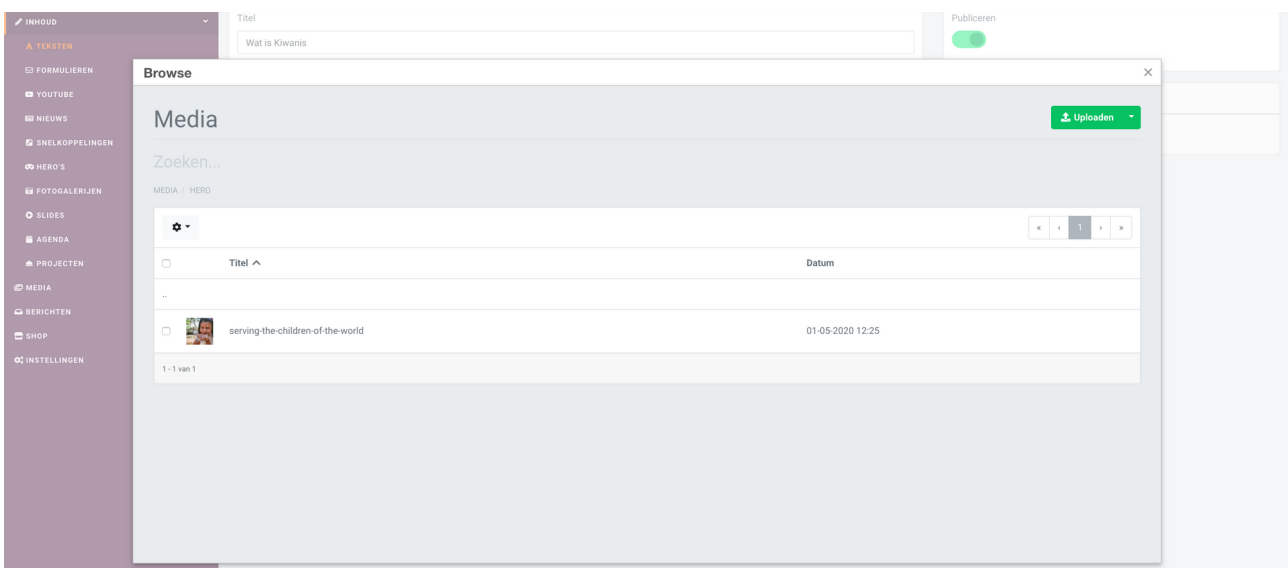 INHOUD
TEKSTEN
FORMULIEREN
YOUTUBE
NIEUWS
SNELKOPPELINGEN
HERO'S
FOTOGALERIJEN
SLIDES
AGENDA
PROJECTEN
MEDIA
BERICHTEN
SHOP
INSTELLINGEN
Titel
Wat is Kiwanis
Publiceren
Browse ×
Media
Uploaden
Zoeken...
MEDIA / HERO
« ‹ 1 › »
Titel Datum
..
serving-the-children-of-the-world 01-05-2020 12:25
1 - 1 van 1